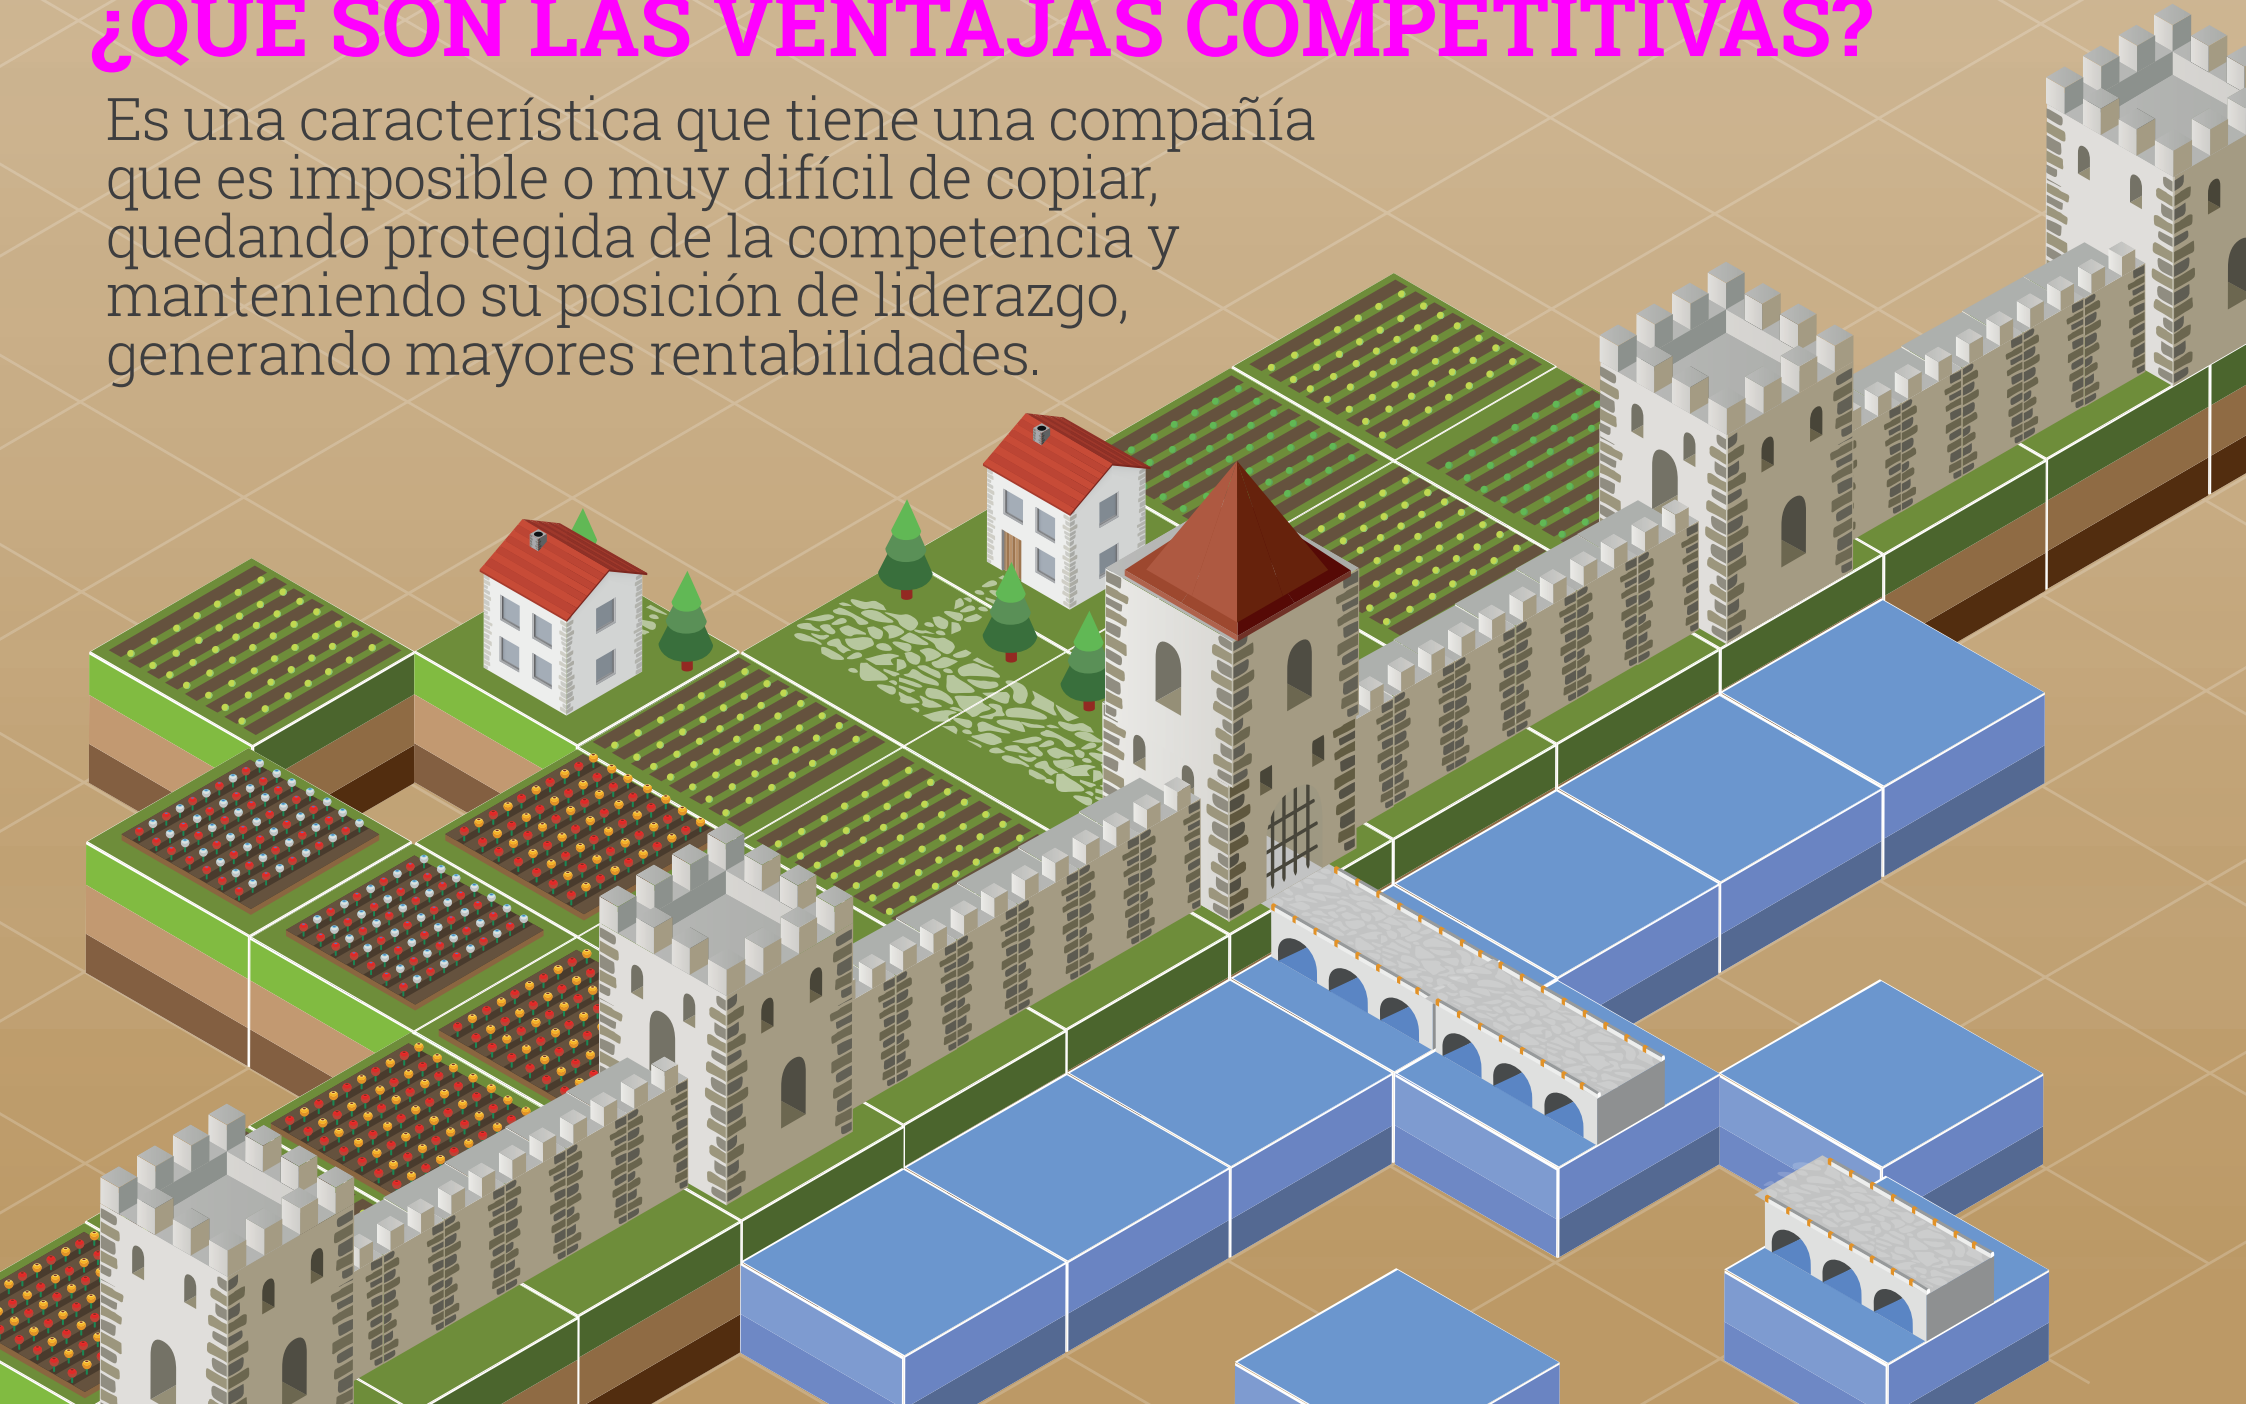 ¿QUÉ SON LAS VENTAJAS COMPETITIVAS?
Es una característica que tiene una compañía
que es imposible o muy difícil de copiar,
quedando protegida de la competencia y
manteniendo su posición de liderazgo,
generando mayores rentabilidades.